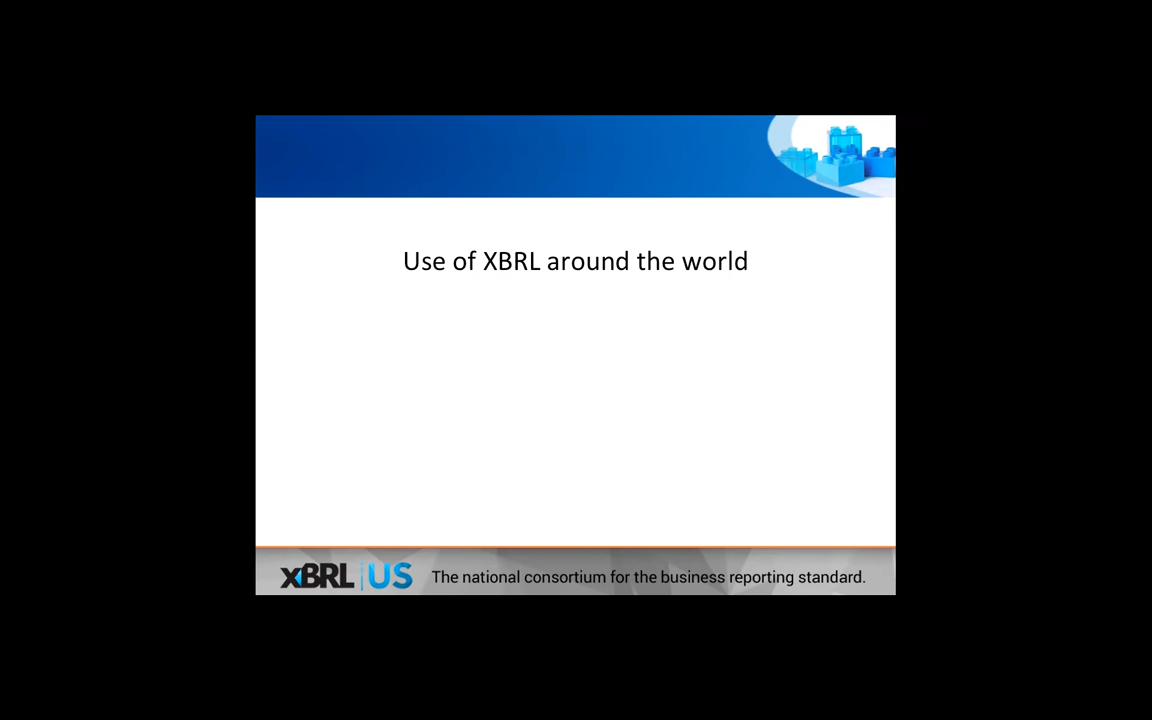 Use of XBRL around the world
XBRL US The national consortium for the business reporting standard.